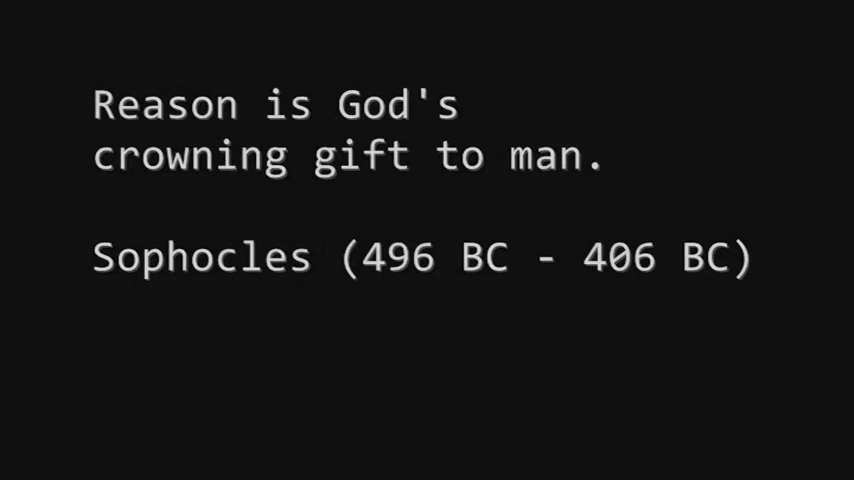 Reason is God's
crowning gift to man.
Sophocles (496 BC - 406 BC)